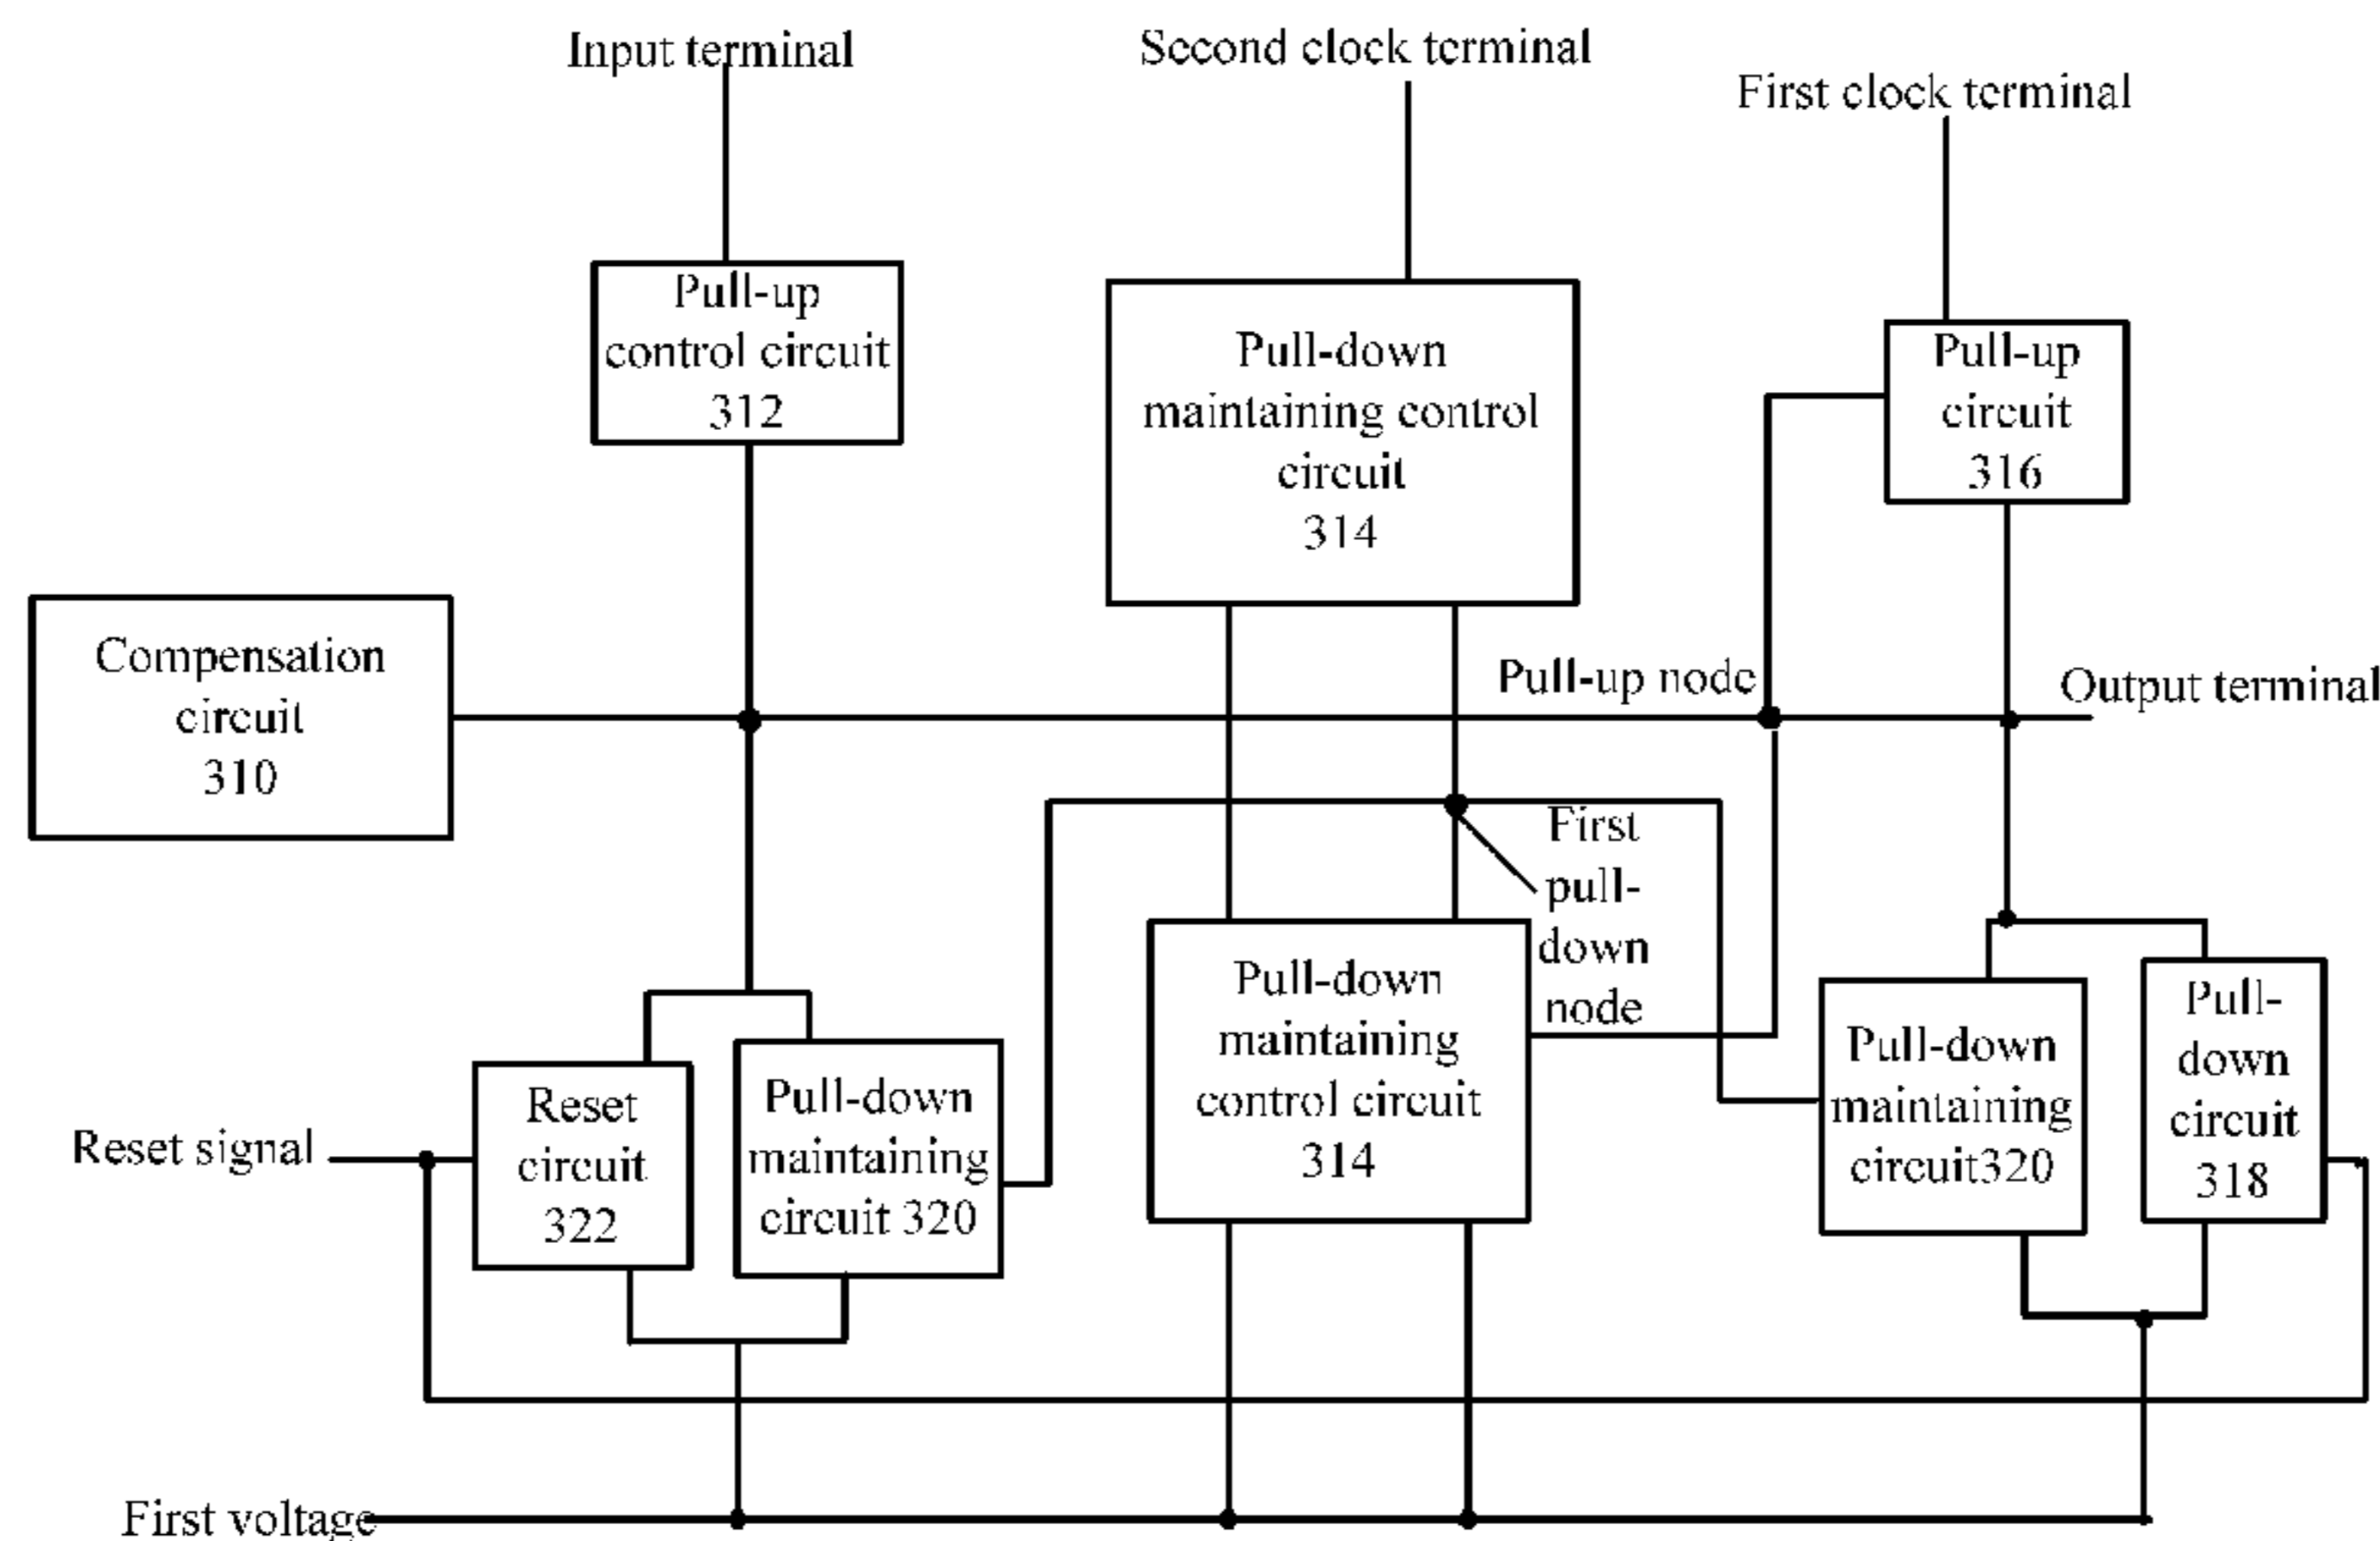 Input terminal
Second clock terminal
First clock terminal
Pull-up
control circuit
312
Pull-down
maintaining control
circuit
314
Pull-up
circuit
316
Compensation
circuit
310
Pull-up node
Output terminal
First
pull-
down
node
Reset signal
Reset
circuit
322
Pull-down
maintaining
circuit 320
Pull-down
maintaining
control circuit
314
Pull-down
maintaining
circuit320
Pull-
down
circuit
318
First voltage